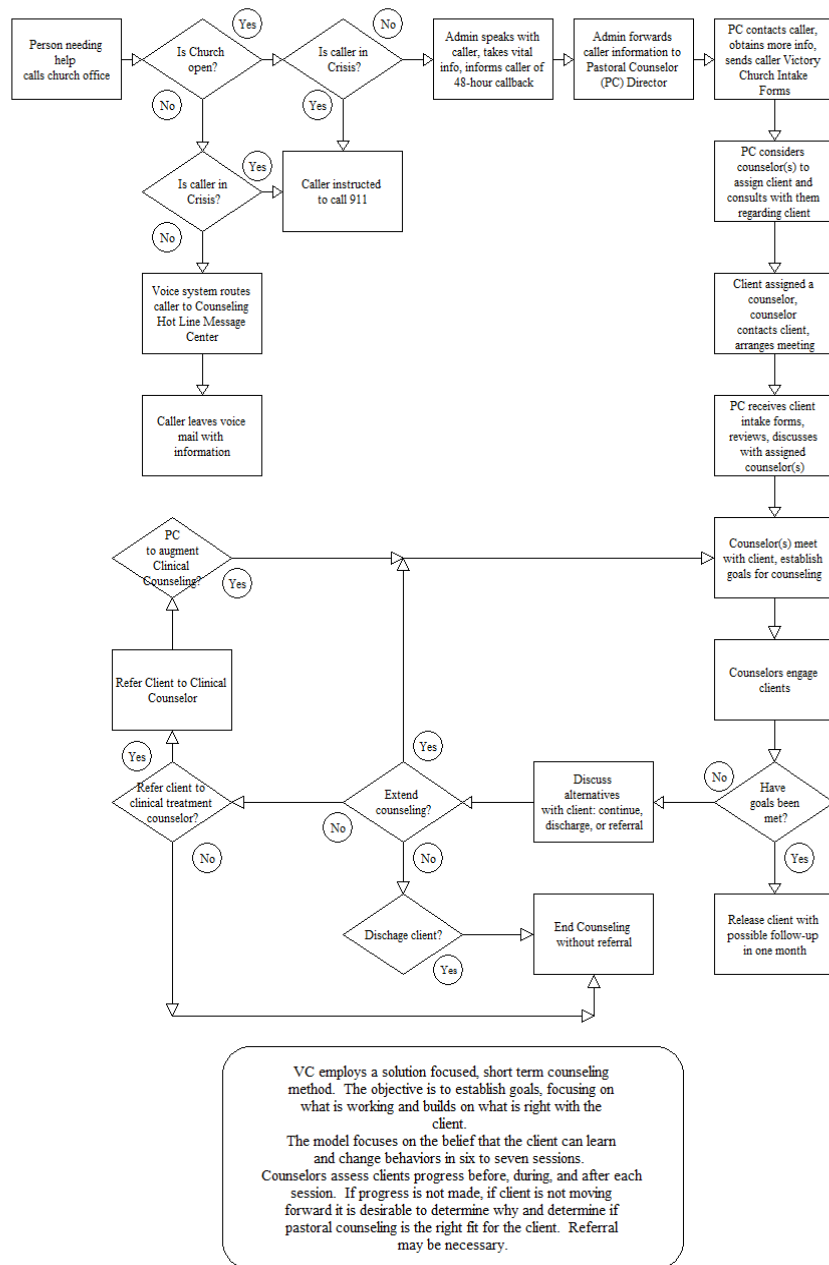 Person needing
help
calls church office
Is Church
open?
Yes
No
Is caller in
Crisis?
No
Yes
Admin speaks with
caller, takes vital
info, informs caller of
48-hour callback
Admin forwards
caller information to
Pastoral Counselor
(PC) Director
PC contacts caller,
obtains more info,
sends caller Victory
Church Intake
Forms
Is caller in
Crisis?
Yes
No
Caller instructed
to call 911
PC considers
counselor(s) to
assign client and
consults with them
regarding client
Voice system routes
caller to Counseling
Hot Line Message
Center
Client assigned a
counselor,
counselor
contacts client,
arranges meeting
Caller leaves voice
mail with
information
PC receives client
intake forms,
reviews, discusses
with assigned
counselor(s)
PC
to augment
Clinical
Counseling?
Yes
Counselor(s) meet
with client, establish
goals for counseling
Refer Client to Clinical
Counselor
Counselors engage
clients
Yes
Refer client to
clinical treatment
counselor?
No
Yes
Extend
counseling?
No
No
Discuss
alternatives
with client: continue,
discharge, or referral
No
Have
goals been
met?
Yes
Dischage client?
Yes
End Counseling
without referral
Release client with
possible follow-up
in one month
VC employs a solution focused, short term counseling
method.  The objective is to establish goals, focusing on
what is working and builds on what is right with the
client.
The model focuses on the belief that the client can learn
and change behaviors in six to seven sessions.
Counselors assess clients progress before, during, and after each
session.  If progress is not made, if client is not moving
forward it is desirable to determine why and determine if
pastoral counseling is the right fit for the client.  Referral
may be necessary.